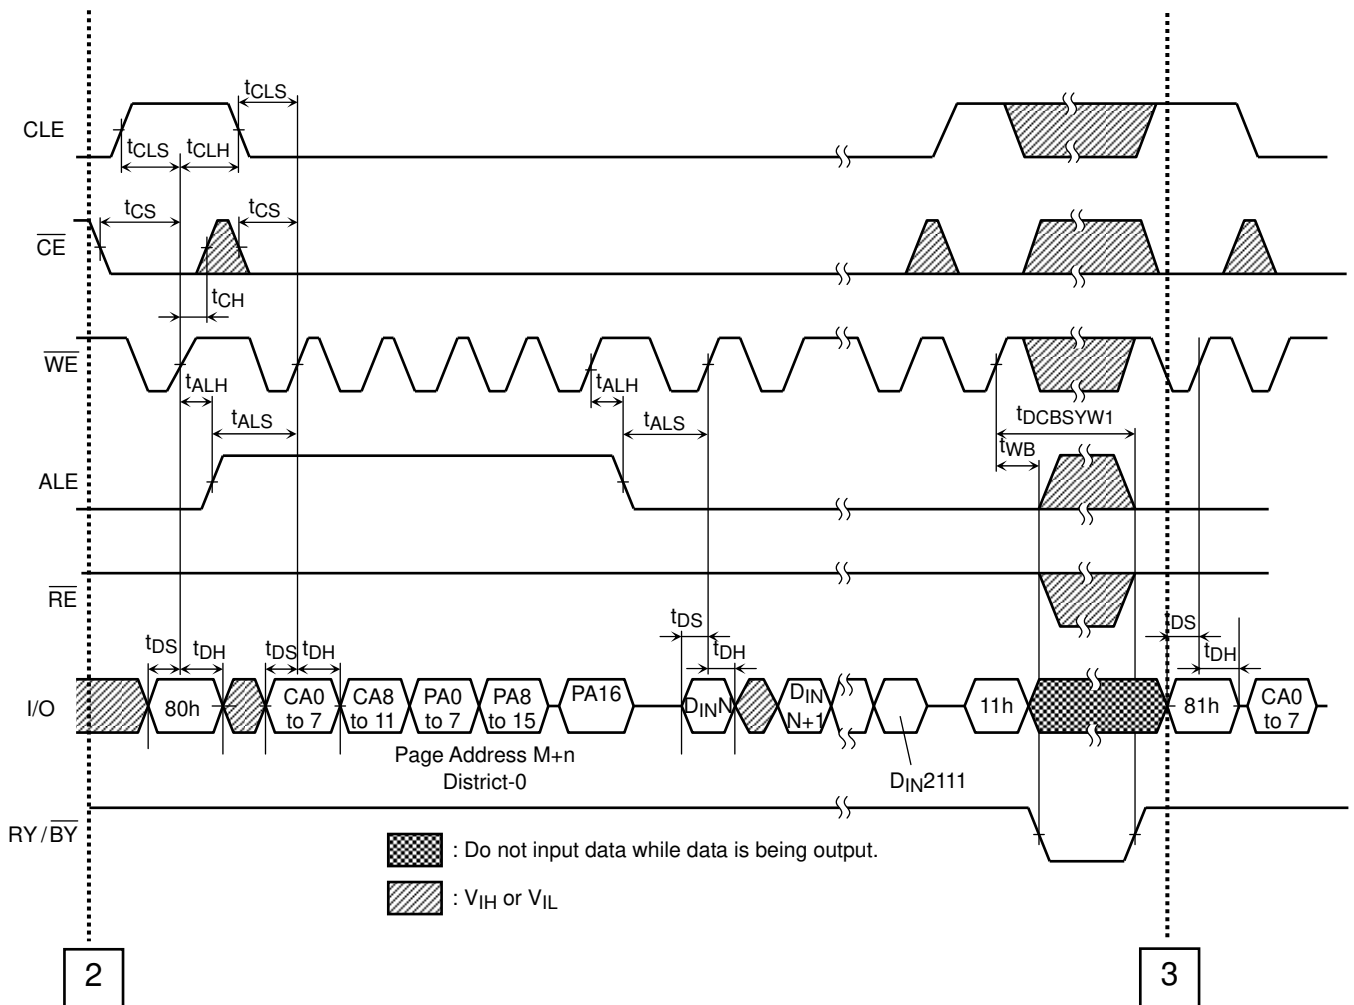 tCLS
CLE
tCLS
tCLH
tCS
tCS
CE
tCH
WE
tALH
tALH
tALS
tALS
tDCBSYW1
tWB
ALE
RE
tDS
tDH
tDS
tDH
tDS
tDH
DS
tDH
I/O
80h
CA0
to 7
CA8
to 11
PA0
to 7
PA8
to 15
PA16
DINN
DIN
N+1
11h
81h
CA0
to 7
Page Address M+n
District-0
DIN2111
RY/BY
: Do not input data while data is being output.
: VIH or VIL
2
3